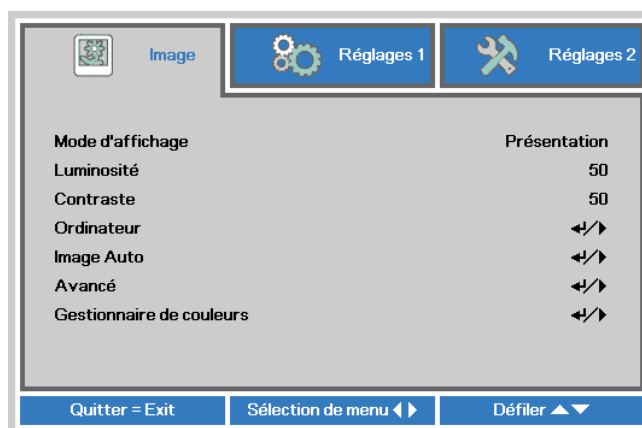 Image Réglages 1 Réglages 2
Mode d'affichage Présentation
Luminosité 50
Contraste 50
Ordinateur ↵/▶
Image Auto ↵/▶
Avancé ↵/▶
Gestionnaire de couleurs ↵/▶
Quitter = Exit Sélection de menu ◀▶ Défiler ▲▼